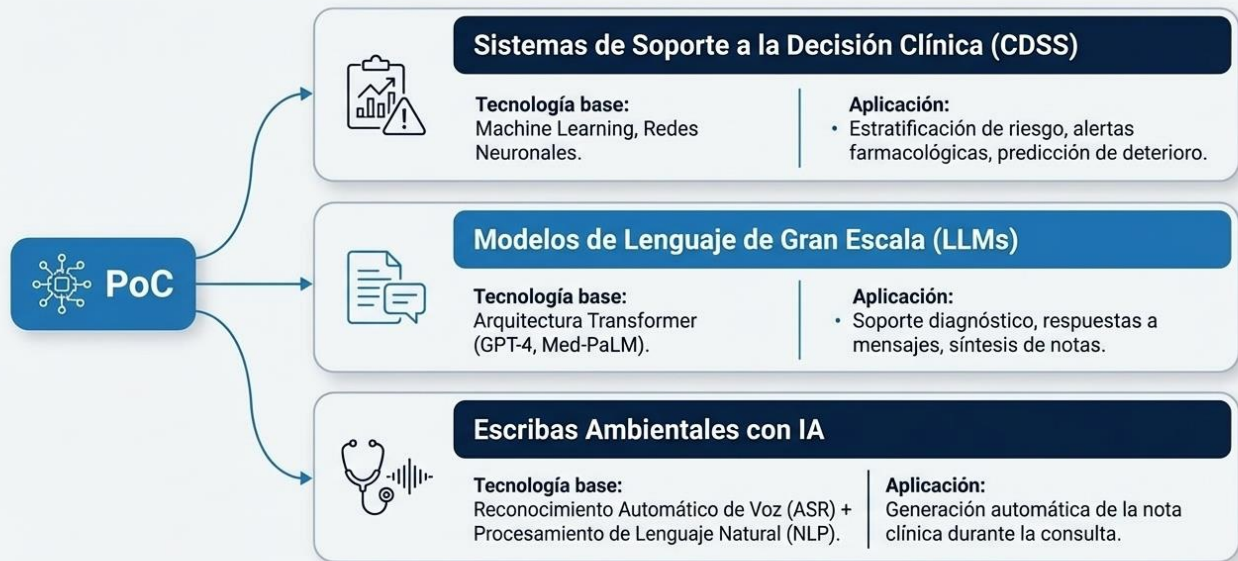 PoC
Sistemas de Soporte a la Decisión Clínica (CDSS)
Tecnología base:
Machine Learning, Redes
Neuronales.
Aplicación:
• Estratificación de riesgo, alertas
farmacológicas, predicción de deterioro.
Modelos de Lenguaje de Gran Escala (LLMs)
Tecnología base:
Arquitectura Transformer
(GPT-4, Med-PaLM).
Aplicación:
• Soporte diagnóstico, respuestas a
mensajes, síntesis de notas.
Escribas Ambientales con IA
Tecnología base:
Reconocimiento Automático de Voz (ASR) +
Procesamiento de Lenguaje Natural (NLP).
Aplicación:
Generación automática de la nota
clínica durante la consulta.